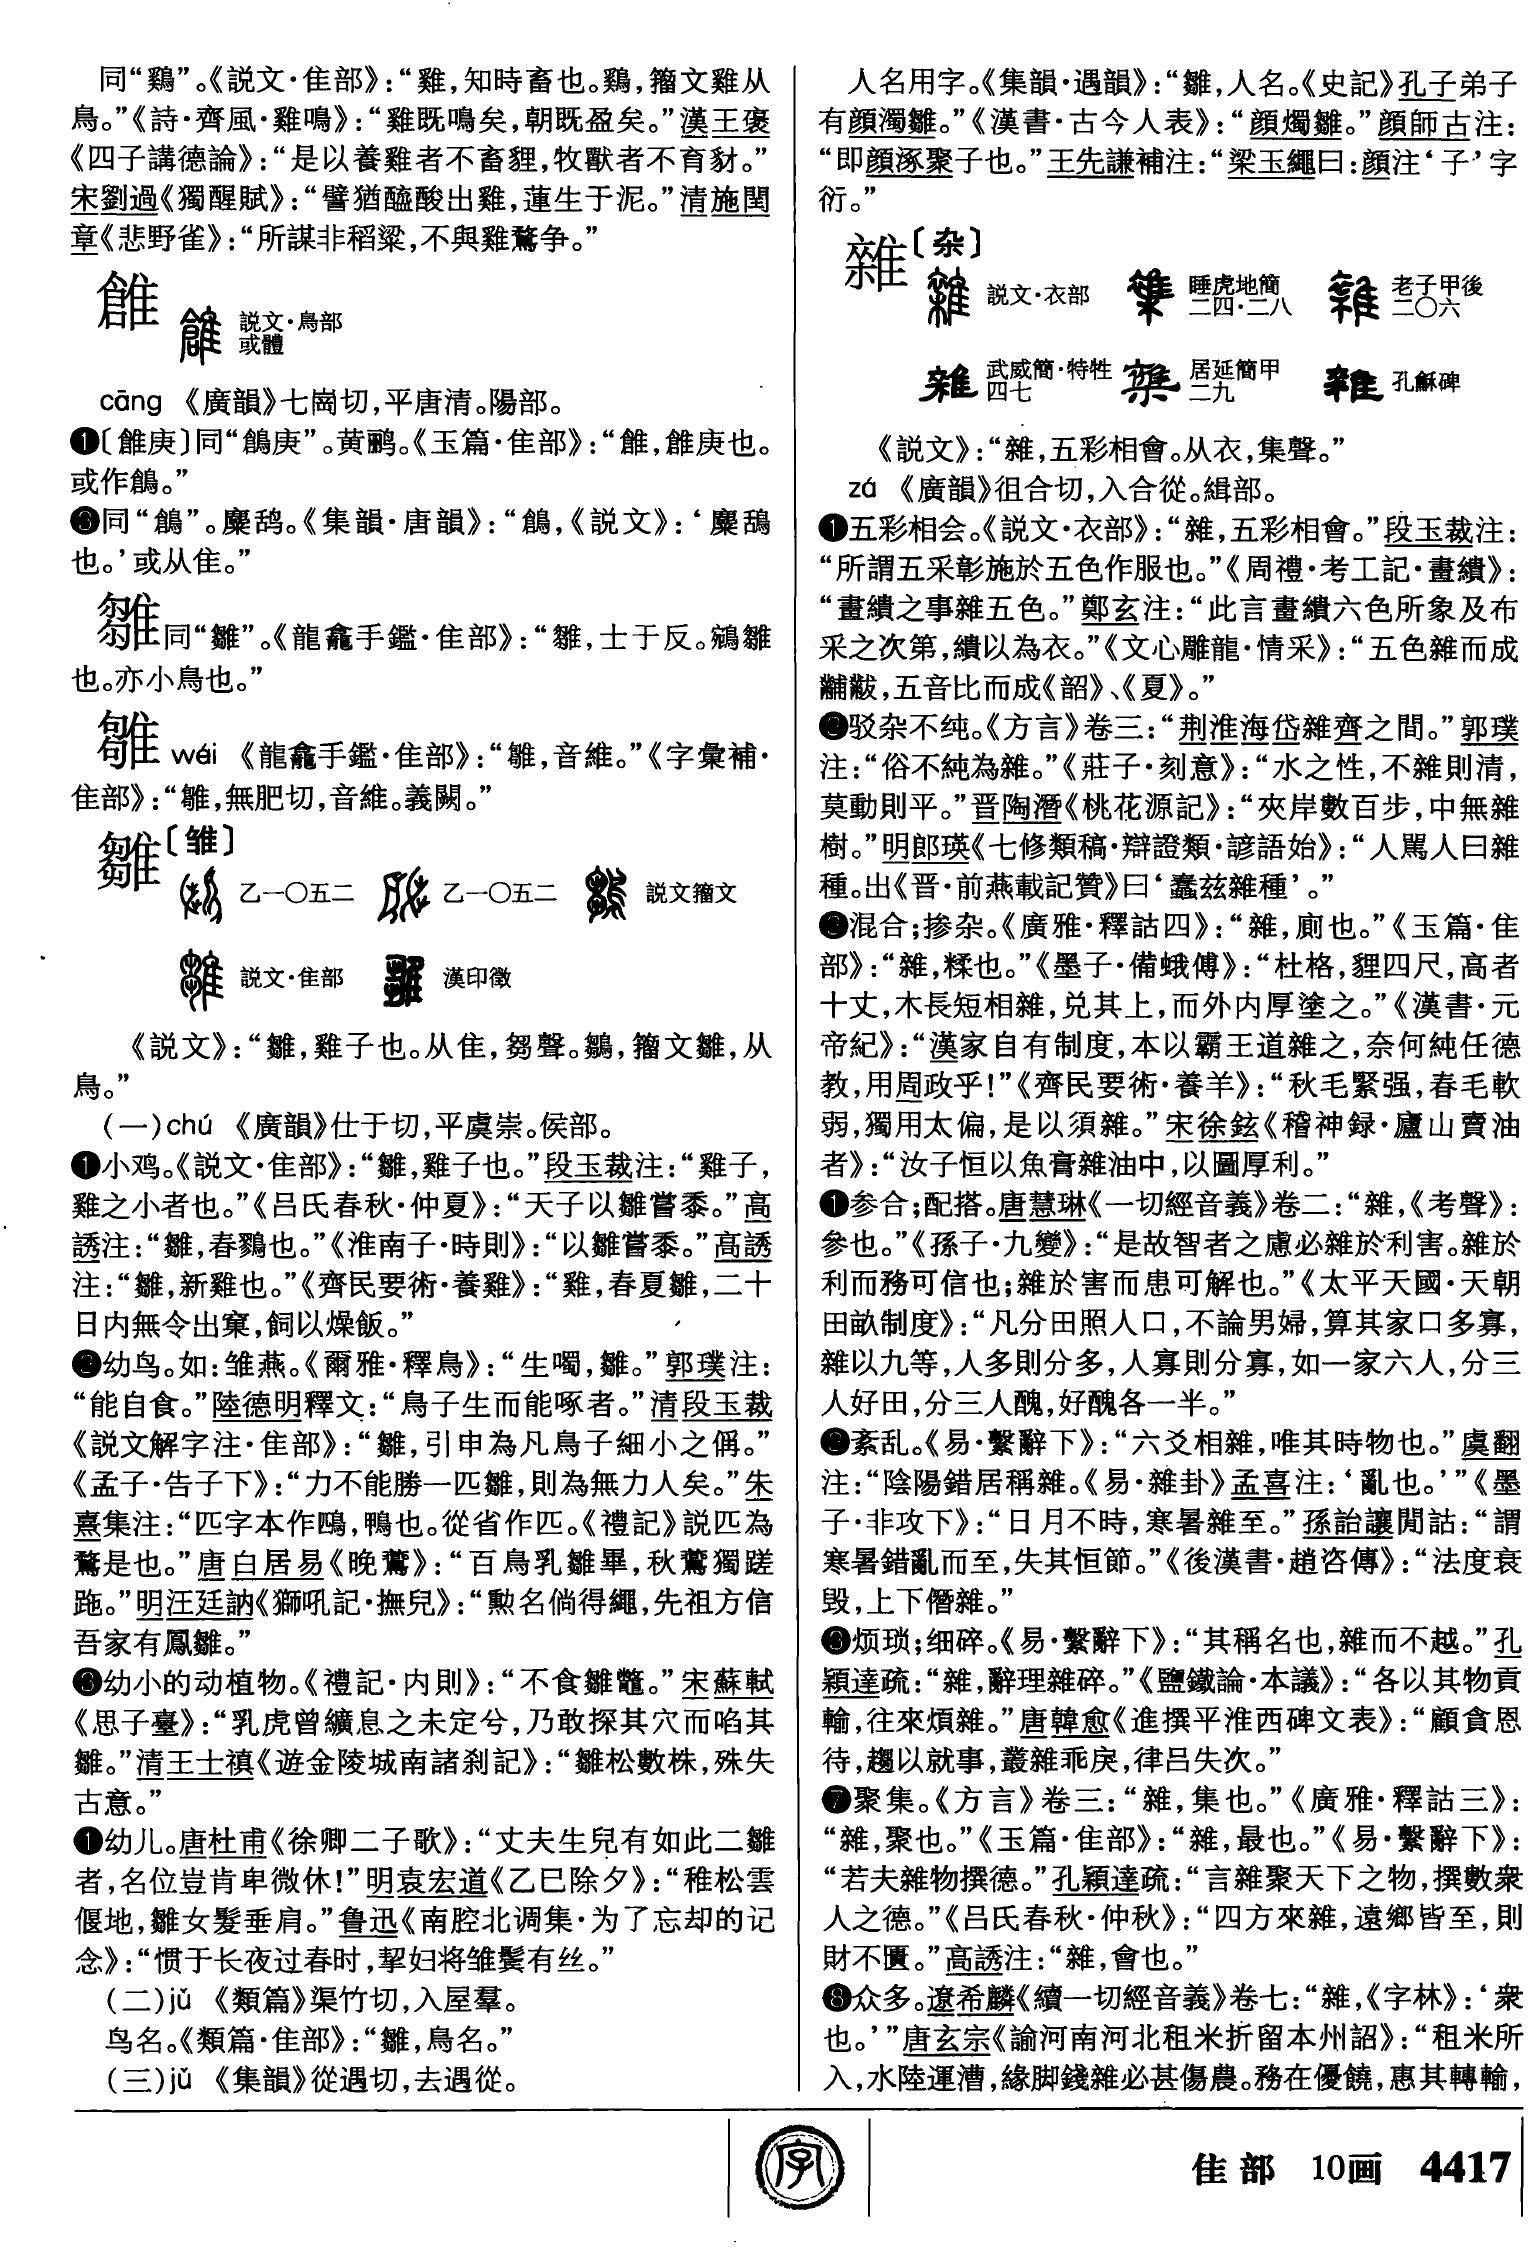 同“鷄”。《説文·隹部》：“雞，知時畜也。鷄，籀文雞从
鳥。”《詩·齊風·雞鳴》：“雞既鳴矣，朝既盈矣。”漢王褒
《四子講德論》：“是以養雞者不畜貍，牧獸者不育豺。”
宋劉過《獨醒賦》：“譬猶醯酸出雞，蓮生于泥。”清施閏
章《悲野雀》：“所謀非稻粱，不與雞鶩争。”
雓 説文·鳥部
或體
cāng 《廣韻》七崗切，平唐清。陽部。
❶〔䧿庚〕同“鶬庚”。黄鹂。《玉篇·隹部》：“䧿，䧿庚也。
或作鶬。”
❸同“鶬”。麋鸹。《集韻·唐韻》：“鶬，《説文》：‘麋鴰
也。’或从隹。”
同“雛”。《龍龕手鑑·隹部》：“雛，士于反。鵷雛
也。亦小鳥也。”
wéi 《龍龕手鑑·隹部》：“雏，音維。”《字彙補·
隹部》：“雏，無肥切，音維。義闕。”
雛〔雏〕
乙一〇五二 乙一〇五二 説文籀文
説文·隹部 漢印徵
《説文》：“雛，雞子也。从隹，芻聲。鶵，籀文雛，从
鳥。”
（一）chú 《廣韻》仕于切，平虞崇。侯部。
❶小鸡。《説文·隹部》：“雛，雞子也。”段玉裁注：“雞子，
雞之小者也。”《吕氏春秋·仲夏》：“天子以雛嘗黍。”高
誘注：“雛，春鷚也。”《淮南子·時則》：“以雛嘗黍。”高誘
注：“雛，新雞也。”《齊民要術·養雞》：“雞，春夏雛，二十
日内無令出窠，飼以燥飯。”
❷幼鸟。如：雏燕。《爾雅·釋鳥》：“生噣，雛。”郭璞注：
“能自食。”陸德明釋文：“鳥子生而能啄者。”清段玉裁
《説文解字注·隹部》：“雛，引申為凡鳥子細小之偁。”
《孟子·告子下》：“力不能勝一匹雛，則為無力人矣。”朱
熹集注：“匹字本作鴄，鴨也。從省作匹。《禮記》説匹為
鶩是也。”唐白居易《晚鶯》：“百鳥乳雛畢，秋鶯獨蹉
跎。”明汪廷訥《獅吼記·撫兒》：“勲名倘得繩，先祖方信
吾家有鳳雛。”
❸幼小的动植物。《禮記·内則》：“不食雛鼈。”宋蘇軾
《思子臺》：“乳虎曾纊息之未定兮，乃敢探其穴而啗其
雛。”清王士禛《遊金陵城南諸刹記》：“雛松數株，殊失
古意。”
❶幼儿。唐杜甫《徐卿二子歌》：“丈夫生兒有如此二雛
者，名位豈肯卑微休！”明袁宏道《乙巳除夕》：“稚松雲
偃地，雛女髮垂肩。”鲁迅《南腔北调集·为了忘却的记
念》：“惯于长夜过春时，挈妇将雏鬓有丝。”
（二）jú 《類篇》渠竹切，入屋羣。
鸟名。《類篇·隹部》：“雛，鳥名。”
（三）jǔ 《集韻》從遇切，去遇從。
人名用字。《集韻·遇韻》：“雛，人名。《史記》孔子弟子
有顔濁雛。”《漢書·古今人表》：“顔燭雛。”顔師古注：
“即顔涿聚子也。”王先謙補注：“梁玉繩曰：顔注‘子’字
衍。”
雜〔杂〕
説文·衣部 睡虎地簡
二四·二八 老子甲後
二〇六
武威簡·特牲
四七 居延簡甲
二九 孔龢碑
《説文》：“雜，五彩相會。从衣，集聲。”
zá 《廣韻》徂合切，入合從。緝部。
❶五彩相会。《説文·衣部》：“雜，五彩相會。”段玉裁注：
“所謂五采彰施於五色作服也。”《周禮·考工記·畫繢》：
“畫繢之事雜五色。”鄭玄注：“此言畫繢六色所象及布
采之次第，繢以為衣。”《文心雕龍·情采》：“五色雜而成
黼黻，五音比而成《韶》、《夏》。”
❷驳杂不纯。《方言》卷三：“荆淮海岱雜齊之間。”郭璞
注：“俗不純為雜。”《莊子·刻意》：“水之性，不雜則清，
莫動則平。”晋陶潛《桃花源記》：“夾岸數百步，中無雜
樹。”明郎瑛《七修類稿·辯證類·諺語始》：“人駡人曰雜
種。出《晋·前燕載記贊》曰‘蠢兹雜種’。”
❷混合；掺杂。《廣雅·釋詁四》：“雜，廁也。”《玉篇·隹
部》：“雜，糅也。”《墨子·備蛾傅》：“杜格，貍四尺，高者
十丈，木長短相雜，兑其上，而外内厚塗之。”《漢書·元
帝紀》：“漢家自有制度，本以霸王道雜之，奈何純任德
教，用周政乎！”《齊民要術·養羊》：“秋毛緊强，春毛軟
弱，獨用太偏，是以須雜。”宋徐鉉《稽神録·廬山賣油
者》：“汝子恒以魚膏雜油中，以圖厚利。”
❶参合；配搭。唐慧琳《一切經音義》卷二：“雜，《考聲》：
參也。”《孫子·九變》：“是故智者之慮必雜於利害。雜於
利而務可信也；雜於害而患可解也。”《太平天國·天朝
田畝制度》：“凡分田照人口，不論男婦，算其家口多寡，
雜以九等，人多則分多，人寡則分寡，如一家六人，分三
人好田，分三人醜，好醜各一半。”
❷紊乱。《易·繫辭下》：“六爻相雜，唯其時物也。”虞翻
注：“陰陽錯居稱雜。《易·雜卦》孟喜注：‘亂也。’”《墨
子·非攻下》：“日月不時，寒暑雜至。”孫詒讓閒詁：“謂
寒暑錯亂而至，失其恒節。”《後漢書·趙咨傳》：“法度衰
毁，上下僭雜。”
❸烦琐；细碎。《易·繫辭下》：“其稱名也，雜而不越。”孔
穎達疏：“雜，辭理雜碎。”《鹽鐵論·本議》：“各以其物貢
輸，往來煩雜。”唐韓愈《進撰平淮西碑文表》：“顧貪恩
待，趨以就事，叢雜乖戾，律吕失次。”
❼聚集。《方言》卷三：“雜，集也。”《廣雅·釋詁三》：
“雜，聚也。”《玉篇·隹部》：“雜，最也。”《易·繫辭下》：
“若夫雜物撰德。”孔穎達疏：“言雜聚天下之物，撰數衆
人之德。”《吕氏春秋·仲秋》：“四方來雜，遠鄉皆至，則
財不匱。”高誘注：“雜，會也。”
❽众多。遼希麟《續一切經音義》卷七：“雜，《字林》：‘衆
也。’”唐玄宗《諭河南河北租米折留本州詔》：“租米所
入，水陸運漕，緣脚錢雜必甚傷農。務在優饒，惠其轉輸，
字
隹部 10画 4417